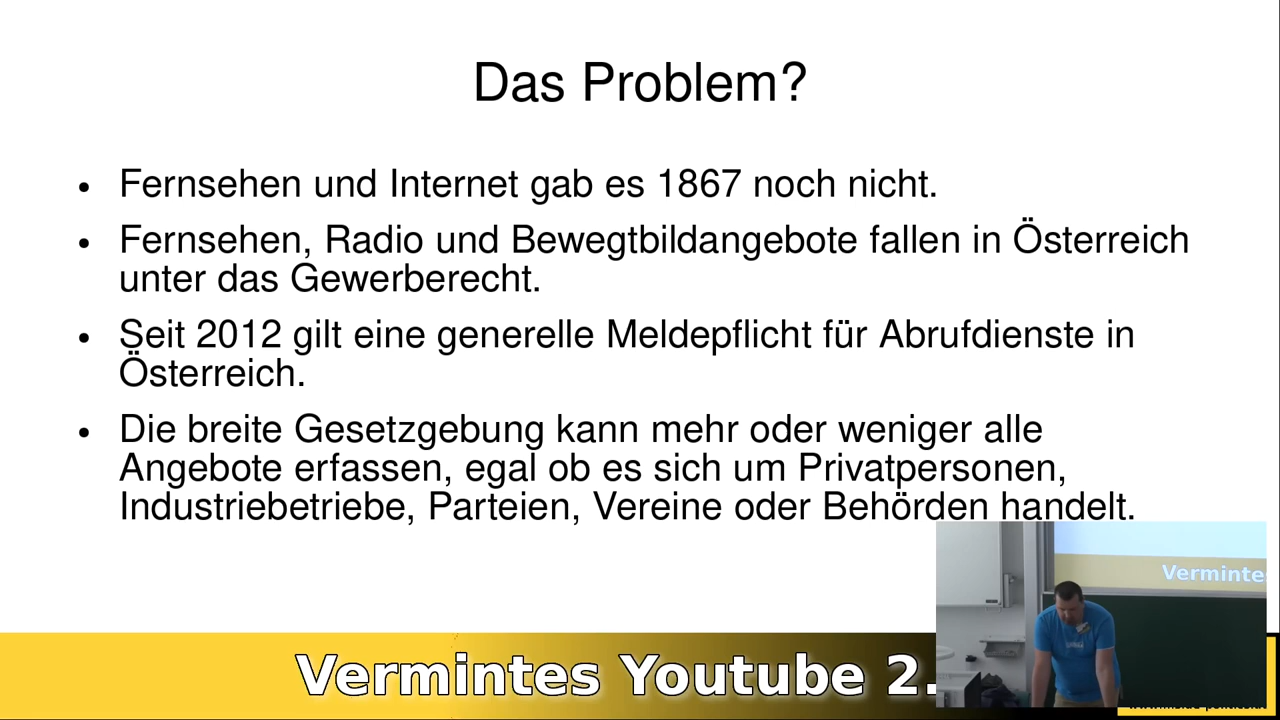 Das Problem?
• Fernsehen und Internet gab es 1867 noch nicht.
• Fernsehen, Radio und Bewegtbildangebote fallen in Österreich
unter das Gewerberecht.
• Seit 2012 gilt eine generelle Meldepflicht für Abrufdienste in
Österreich.
• Die breite Gesetzgebung kann mehr oder weniger alle
Angebote erfassen, egal ob es sich um Privatpersonen,
Industriebetriebe, Parteien, Vereine oder Behörden handelt.
Verminte
Vermintes Youtube 2.